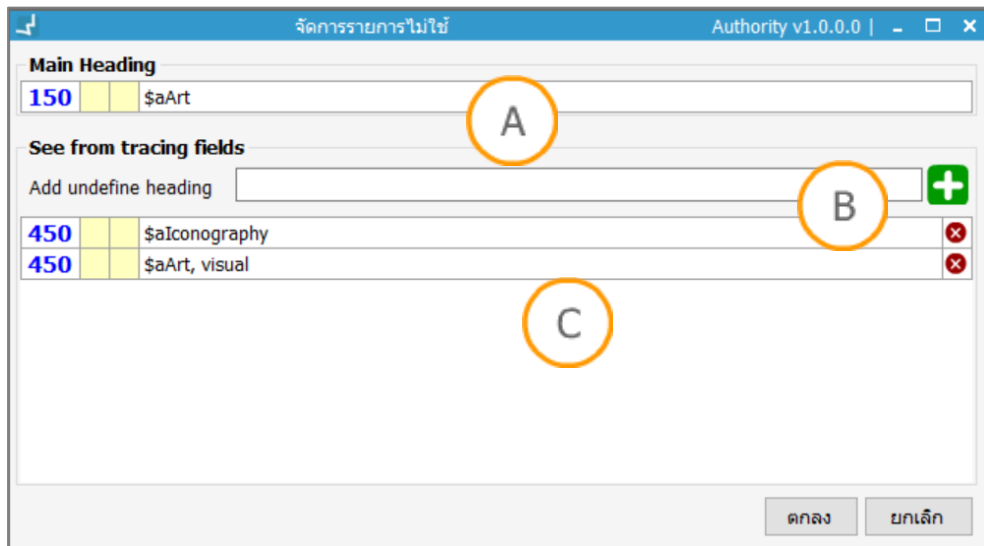 จัดการรายการไม่ใช้ Authority v1.0.0.0 |
Main Heading
150 $aArt
A
See from tracing fields
Add undefine heading
B
450 $aIconography
450 $aArt, visual
C
ตกลง ยกเลิก